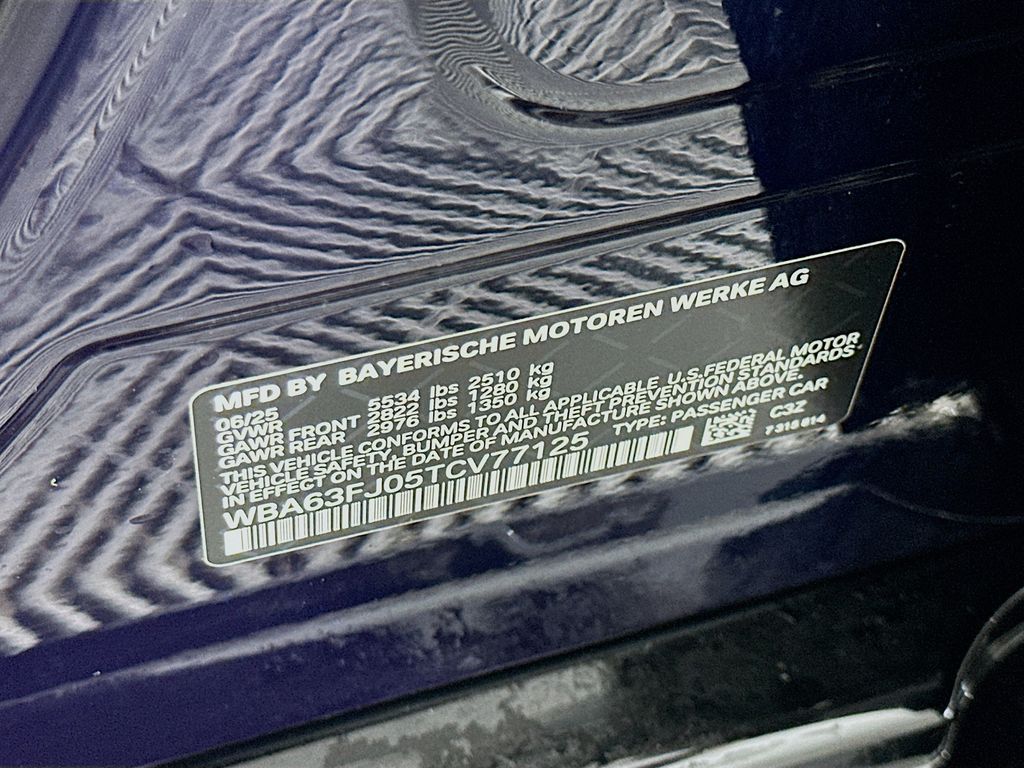 MFD BY BAYERISCHE MOTOREN WERKE AG
06/25
GVWR 5534 lbs 2510 kg
GAWR FRONT 2822 lbs 1280 kg
GAWR REAR 2976 lbs 1350 kg
THIS VEHICLE CONFORMS TO ALL APPLICABLE U.S.FEDERAL MOTOR
VEHICLE SAFETY, BUMPER AND THEFT PREVENTION STANDARDS
IN EFFECT ON THE DATE OF MANUFACTURE SHOWN ABOVE.
WBA63FJ05TCV77125 TYPE: PASSENGER CAR
C3Z
7 318 614